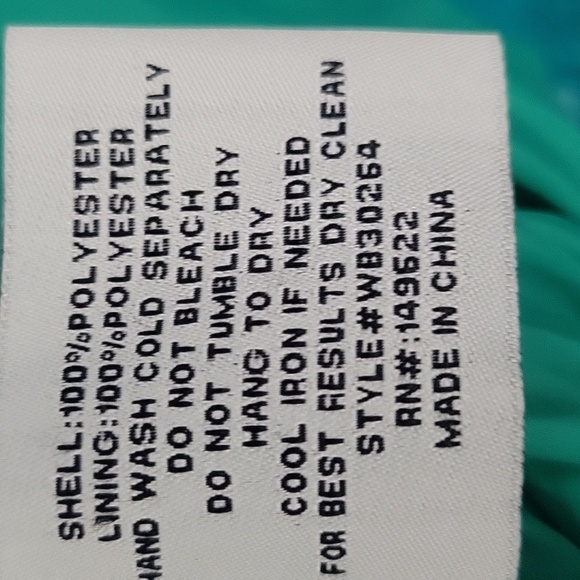 SHELL:100%POLYESTER
LINING:100%POLYESTER
HAND WASH COLD SEPARATELY
DO NOT BLEACH
DO NOT TUMBLE DRY
HANG TO DRY
COOL IRON IF NEEDED
FOR BEST RESULTS DRY CLEAN
STYLE#WB30264
RN#:149622
MADE IN CHINA